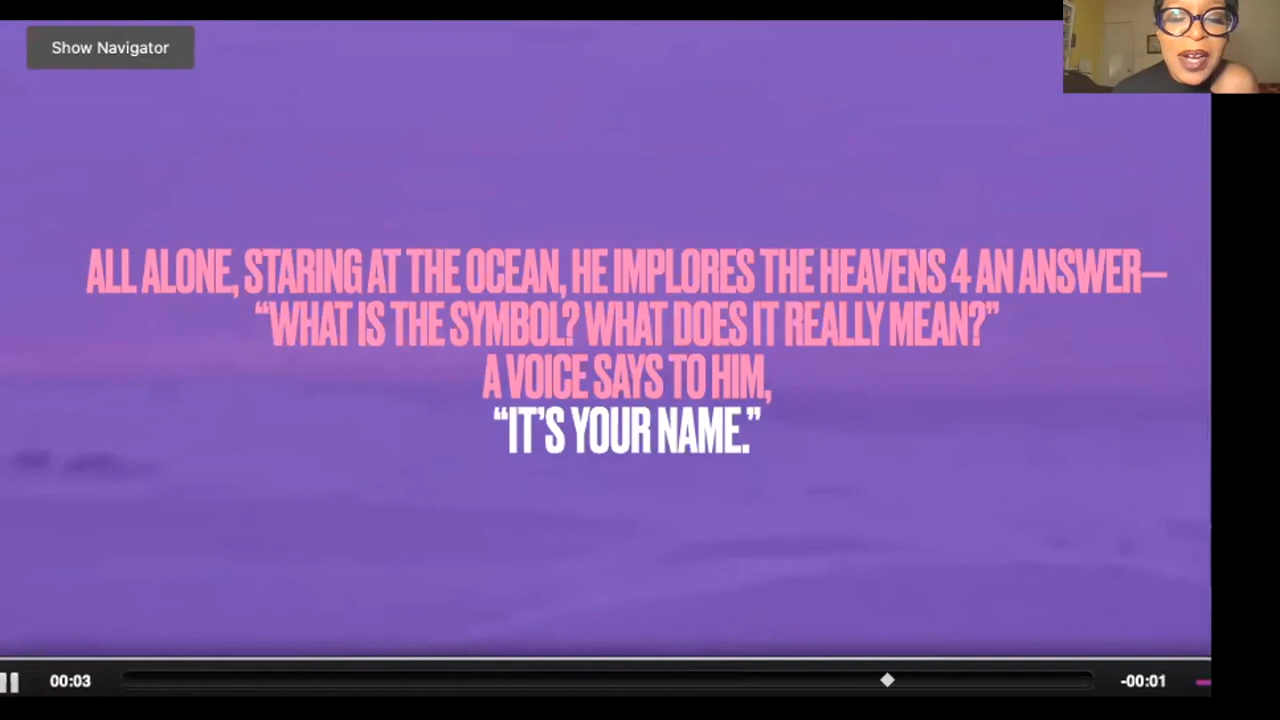 Show Navigator
ALL ALONE, STARING AT THE OCEAN, HE IMPLORES THE HEAVENS 4 AN ANSWER—
“WHAT IS THE SYMBOL? WHAT DOES IT REALLY MEAN?”
A VOICE SAYS TO HIM,
“IT’S YOUR NAME.”
00:03
-00:01